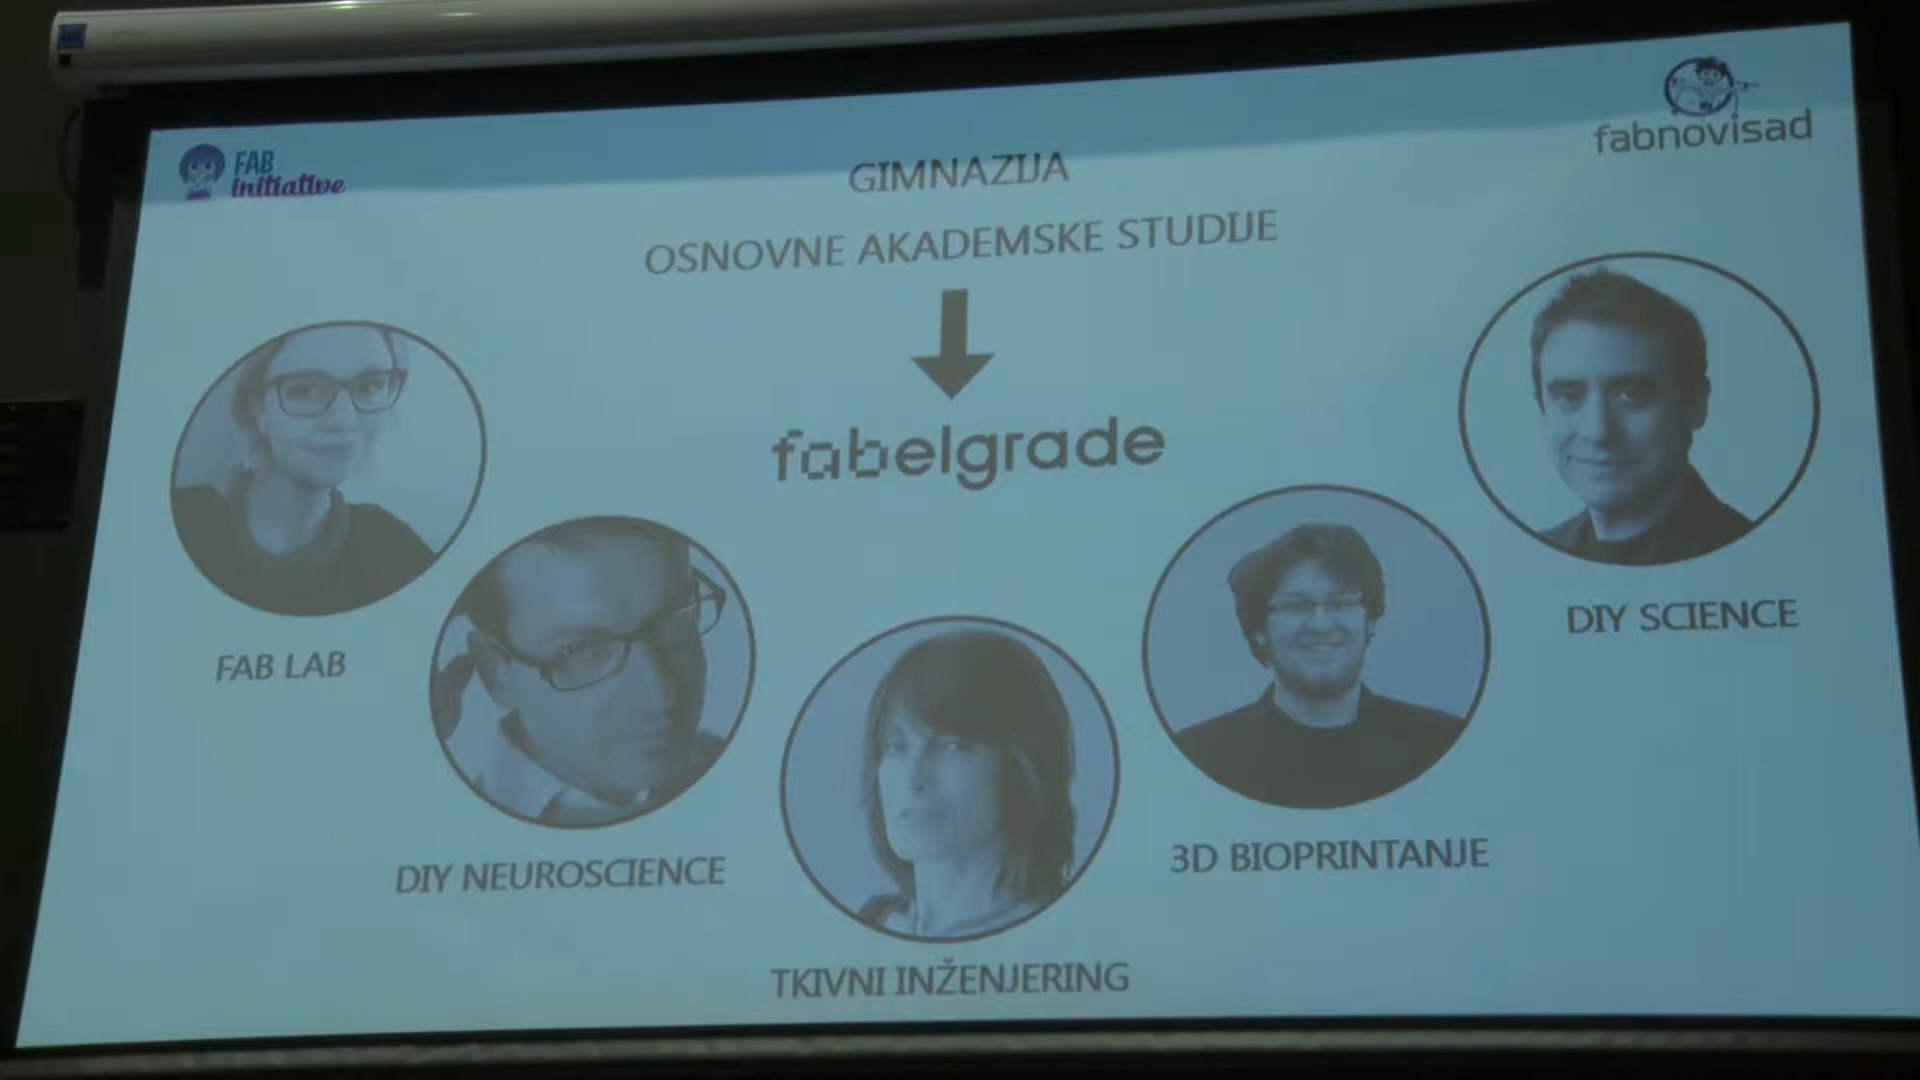 FAB
initiative
fabnovisad
GIMNAZIJA
OSNOVNE AKADEMSKE STUDIJE
fabelgrade
FAB LAB
DIY NEUROSCIENCE
TKIVNI INŽENJERING
3D BIOPRINTANJE
DIY SCIENCE